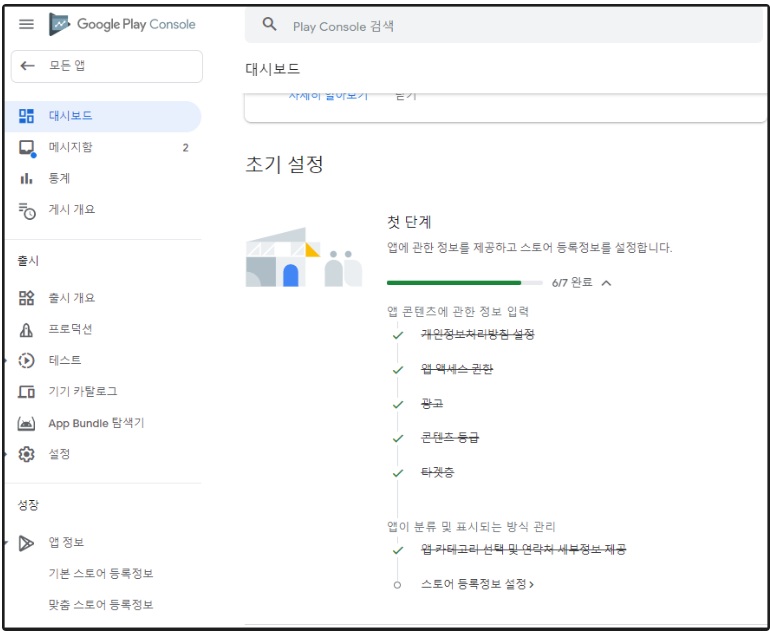 Google Play Console
Play Console 검색
모든 앱
대시보드
대시보드
자세히 알아보기 닫기
메시지함 2
통계
게시 개요
초기 설정
첫 단계
앱에 관한 정보를 제공하고 스토어 등록정보를 설정합니다.
6/7 완료
앱 콘텐츠에 관한 정보 입력
개인정보처리방침 설정
앱 액세스 권한
광고
콘텐츠 등급
타겟층
앱이 분류 및 표시되는 방식 관리
앱 카테고리 선택 및 연락처 세부정보 제공
스토어 등록정보 설정
출시
출시 개요
프로덕션
테스트
기기 카탈로그
App Bundle 탐색기
설정
성장
앱 정보
기본 스토어 등록정보
맞춤 스토어 등록정보